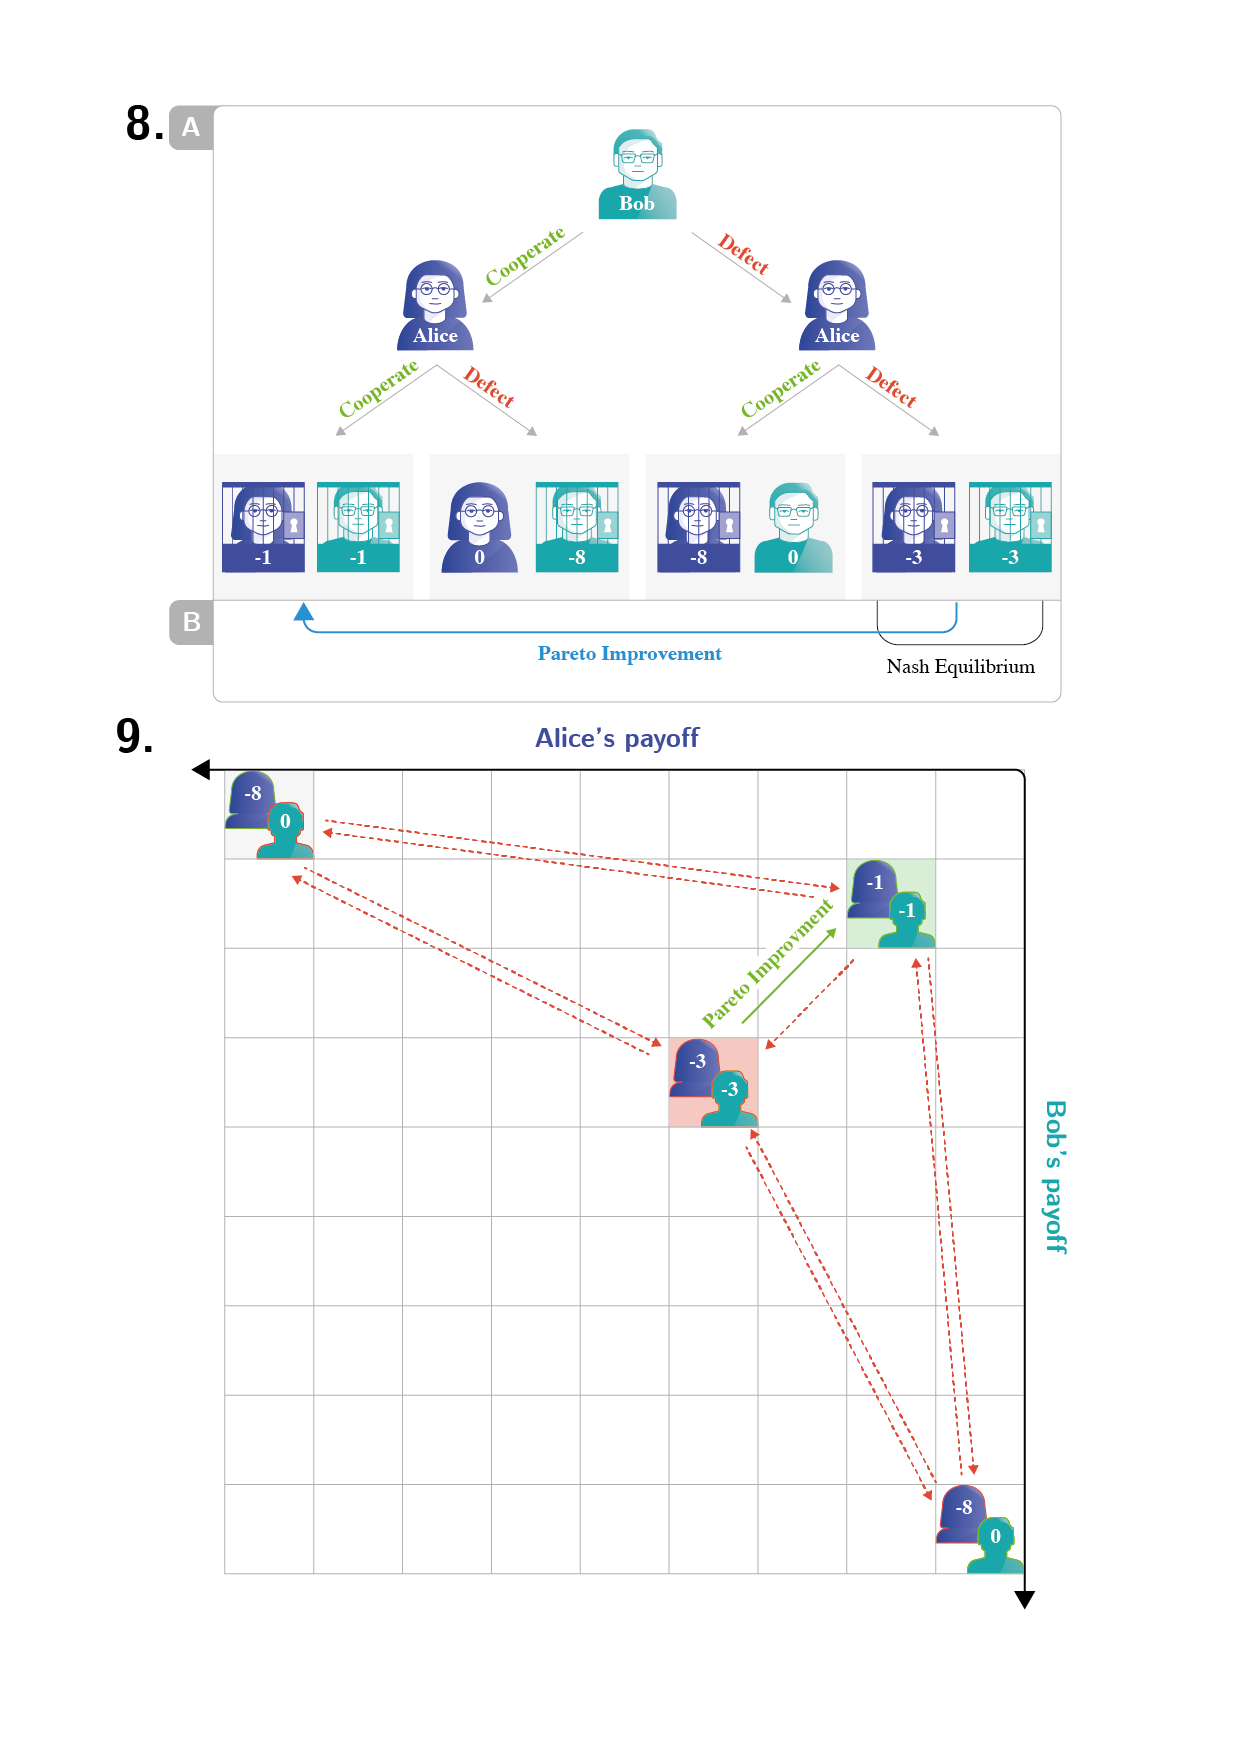 8.
A
Bob
Cooperate
Defect
Alice
Alice
Cooperate
Defect
Cooperate
Defect
-1
-1
0
-8
-8
0
-3
-3
B
Pareto Improvement
Nash Equilibrium
9.
Alice's payoff
-8
0
-1
-1
Pareto Improvment
-3
-3
Bob's payoff
-8
0